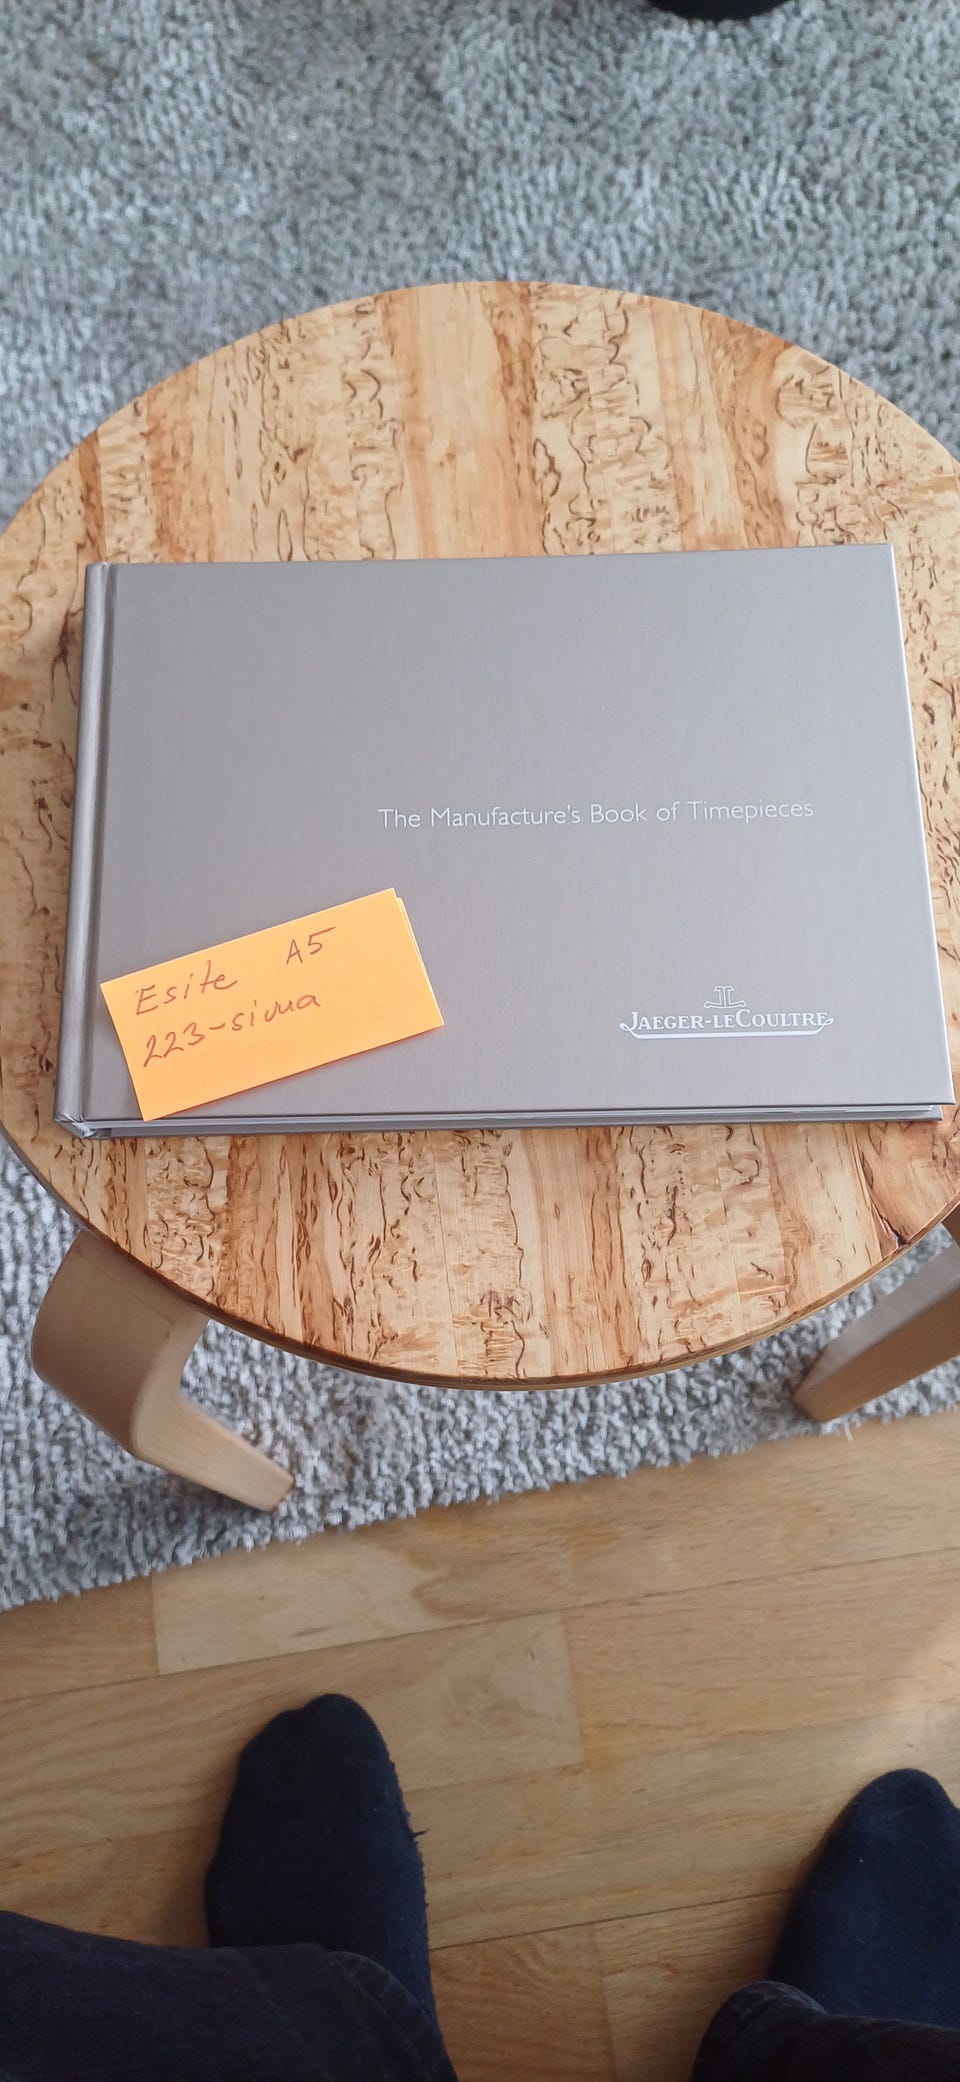 The Manufacture's Book of Timepieces
Esite A5
223-sivua
JAEGER-LECOULTRE